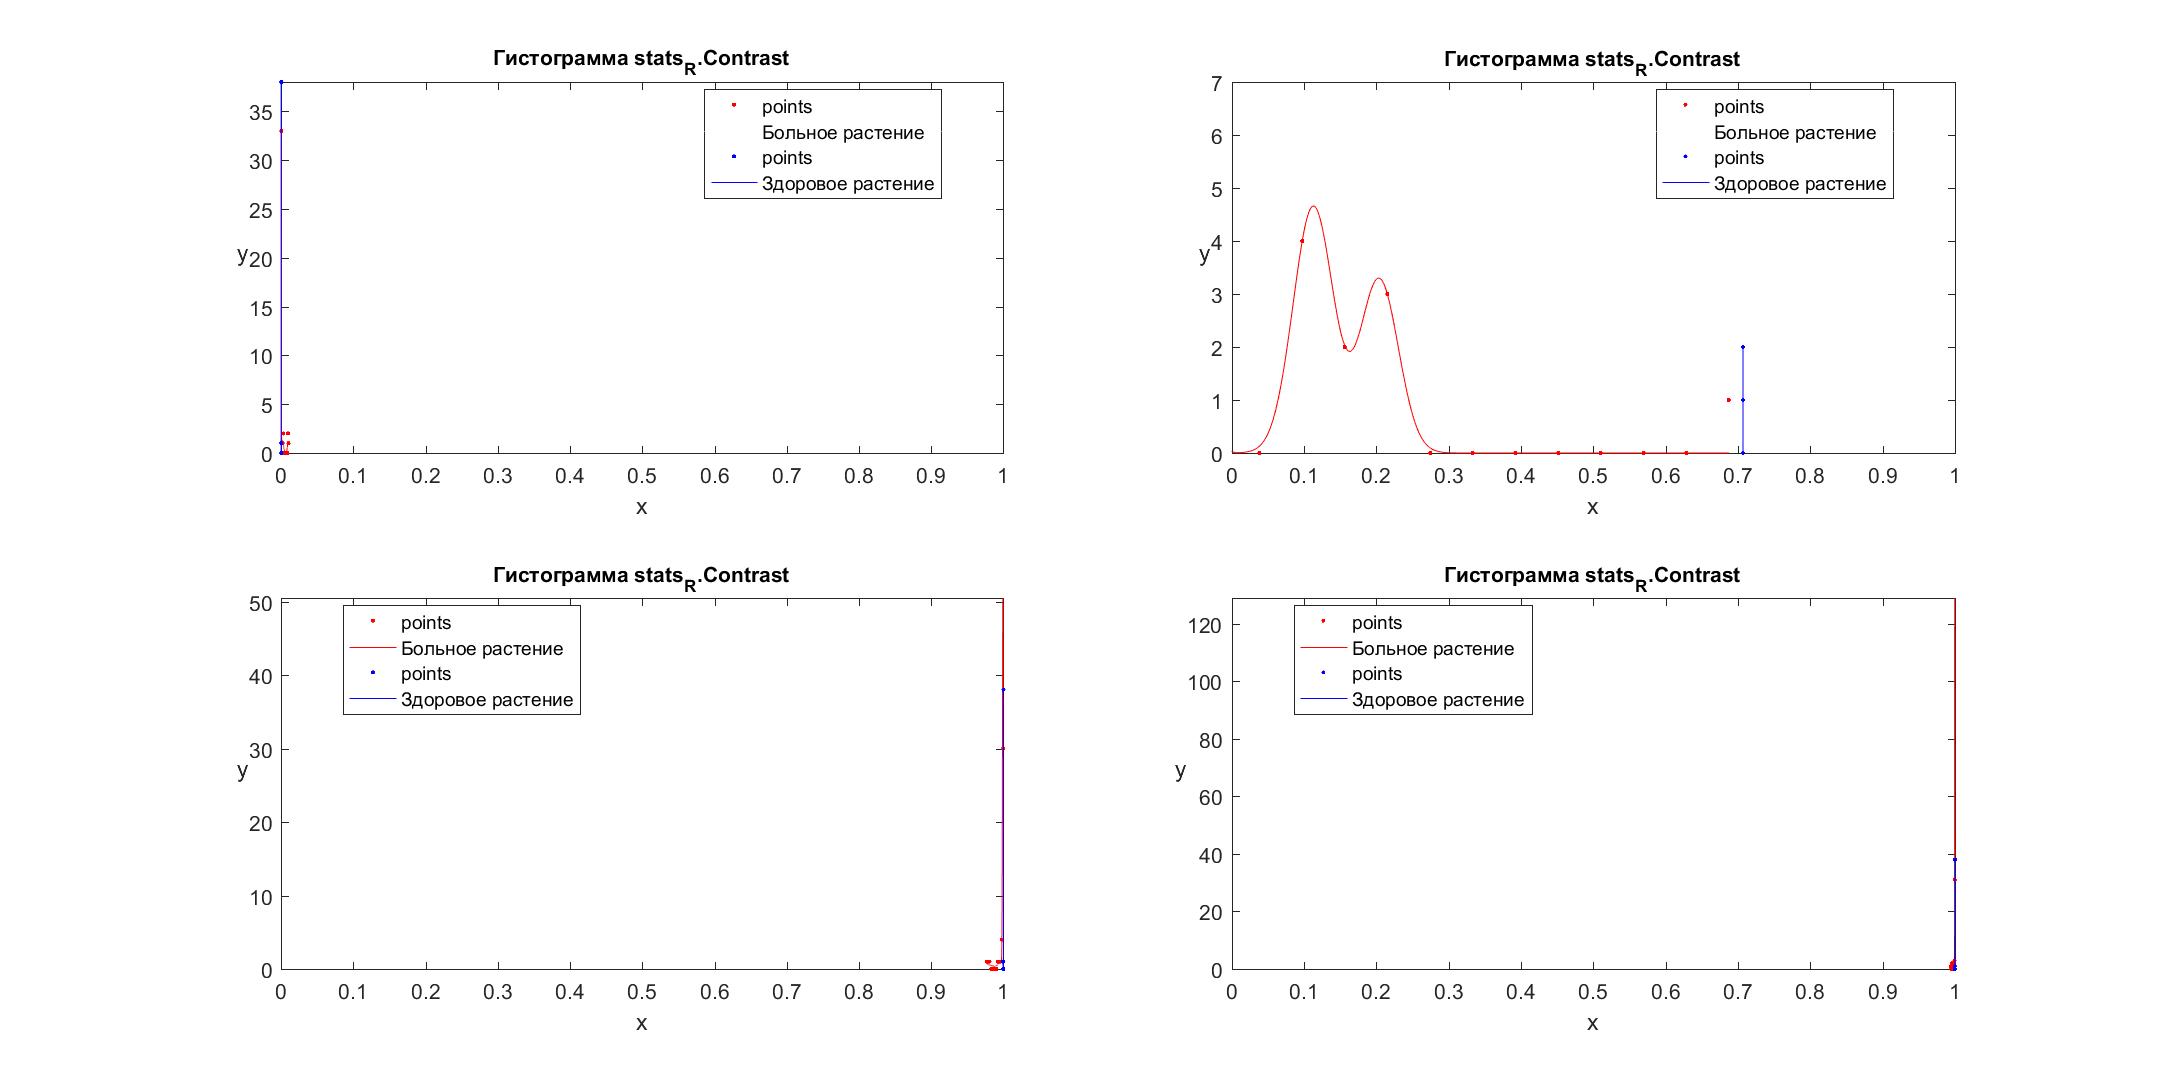 Гистограмма stats_R.Contrast
points
Больное растение
points
Здоровое растение
35
30
25
20
15
10
5
0
y
0 0.1 0.2 0.3 0.4 0.5 0.6 0.7 0.8 0.9 1
x
Гистограмма stats_R.Contrast
points
Больное растение
points
Здоровое растение
7
6
5
4
3
2
1
0
y
0 0.1 0.2 0.3 0.4 0.5 0.6 0.7 0.8 0.9 1
x
Гистограмма stats_R.Contrast
points
Больное растение
points
Здоровое растение
50
40
30
20
10
0
y
0 0.1 0.2 0.3 0.4 0.5 0.6 0.7 0.8 0.9 1
x
Гистограмма stats_R.Contrast
points
Больное растение
points
Здоровое растение
120
100
80
60
40
20
0
y
0 0.1 0.2 0.3 0.4 0.5 0.6 0.7 0.8 0.9 1
x